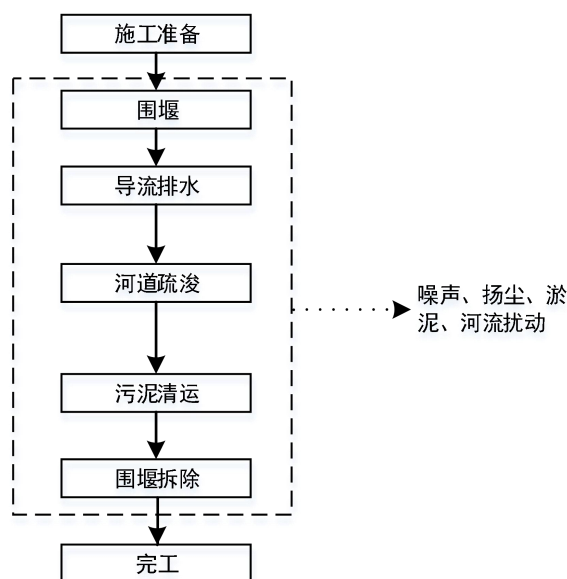 施工准备
围堰
导流排水
河道疏浚
噪声、扬尘、淤
泥、河流扰动
污泥清运
围堰拆除
完工